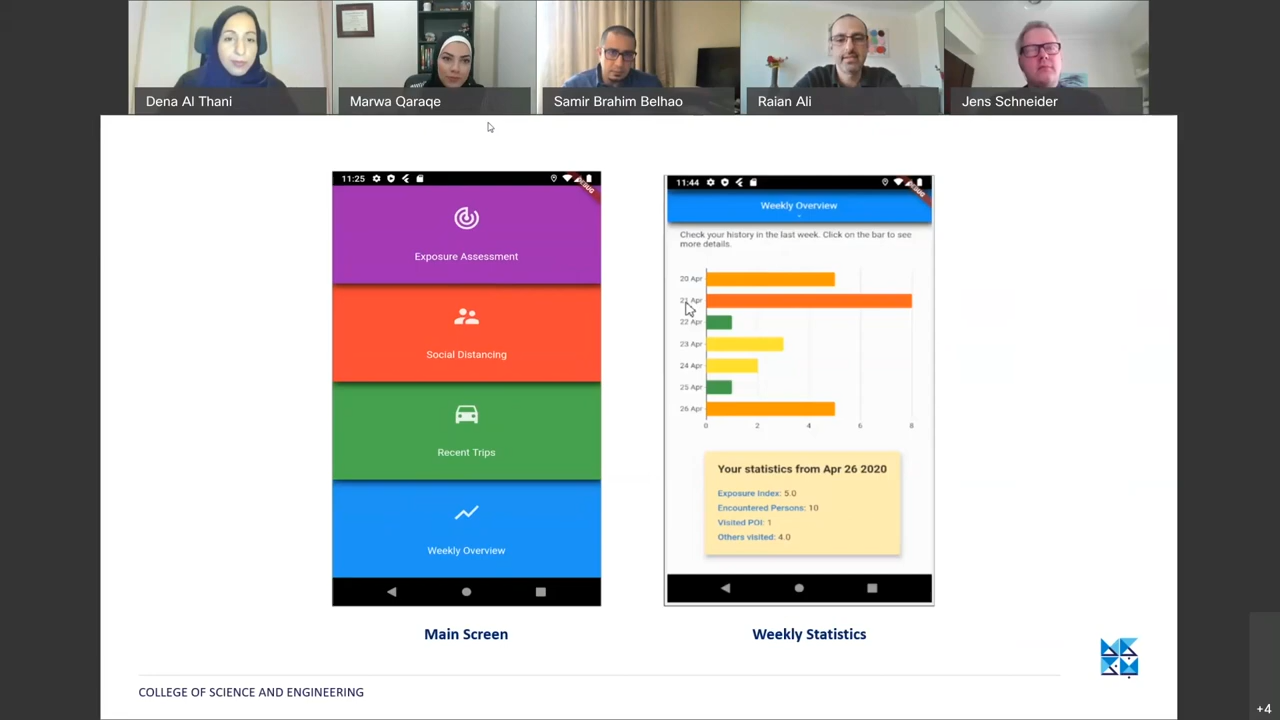 Dena Al Thani
Marwa Qaraqe
Samir Brahim Belhao
Raian Ali
Jens Schneider
11:25
DEBUG
Exposure Assessment
Social Distancing
Recent Trips
Weekly Overview
Main Screen
11:44
DEBUG
Weekly Overview
Check your history in the last week. Click on the bar to see
more details.
20 Apr
21 Apr
22 Apr
23 Apr
24 Apr
25 Apr
26 Apr
0 2 4 6 8
Your statistics from Apr 26 2020
Exposure Index: 5.0
Encountered Persons: 10
Visited POI: 1
Others visited: 4.0
Weekly Statistics
COLLEGE OF SCIENCE AND ENGINEERING
+4